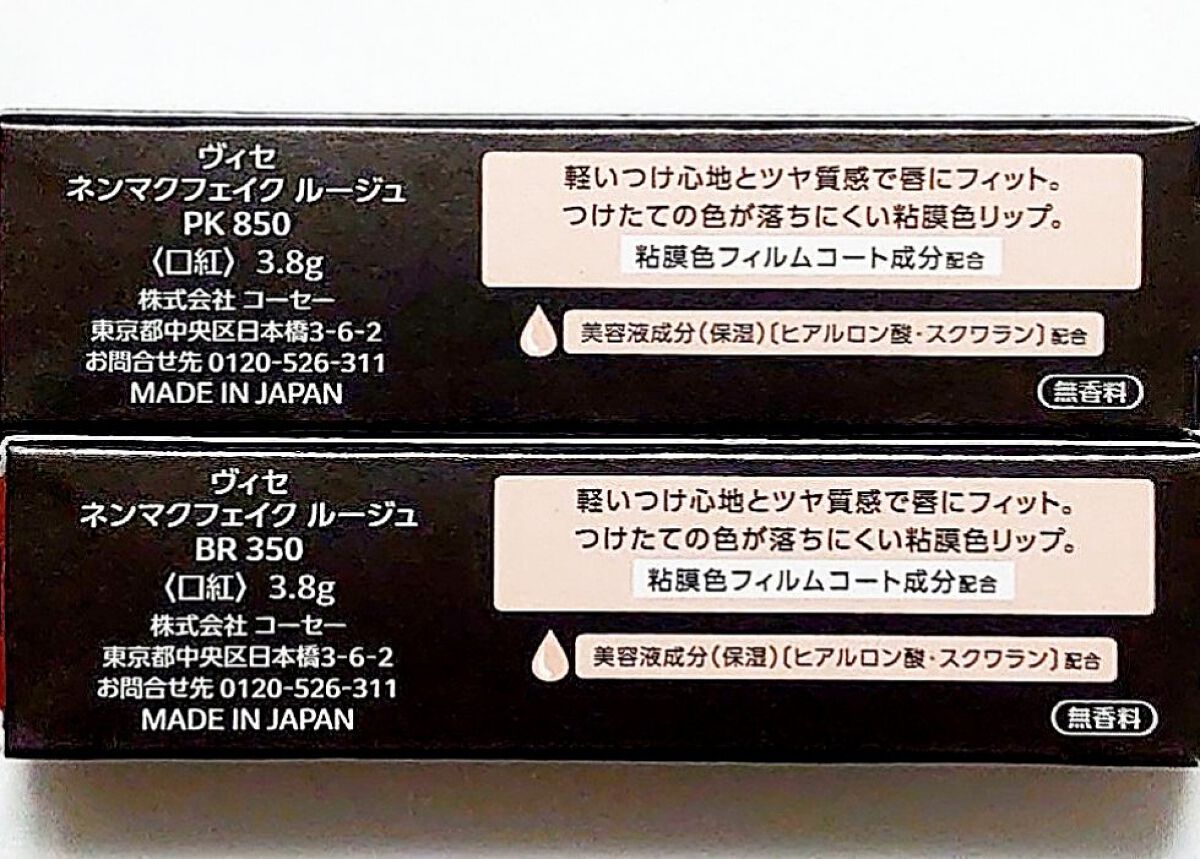 ヴィセ
ネンマクフェイク ルージュ
PK 850
〈口紅〉 3.8g
株式会社 コーセー
東京都中央区日本橋3-6-2
お問合せ先 0120-526-311
MADE IN JAPAN
軽いつけ心地とツヤ質感で唇にフィット。
つけたての色が落ちにくい粘膜色リップ。
粘膜色フィルムコート成分配合
美容液成分(保湿)〔ヒアルロン酸・スクワラン〕配合
無香料
ヴィセ
ネンマクフェイク ルージュ
BR 350
〈口紅〉 3.8g
株式会社 コーセー
東京都中央区日本橋3-6-2
お問合せ先 0120-526-311
MADE IN JAPAN
軽いつけ心地とツヤ質感で唇にフィット。
つけたての色が落ちにくい粘膜色リップ。
粘膜色フィルムコート成分配合
美容液成分(保湿)〔ヒアルロン酸・スクワラン〕配合
無香料